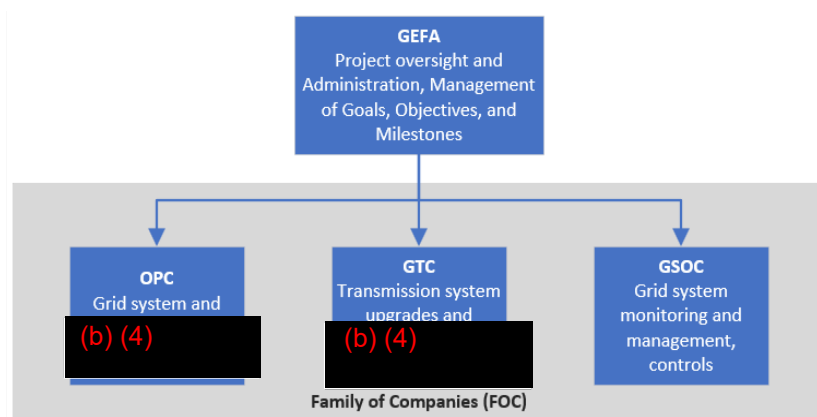 GEFA
Project oversight and
Administration, Management
of Goals, Objectives, and
Milestones
OPC
Grid system and
(b) (4)
GTC
Transmission system
upgrades and
(b) (4)
GSOC
Grid system
monitoring and
management,
controls
Family of Companies (FOC)